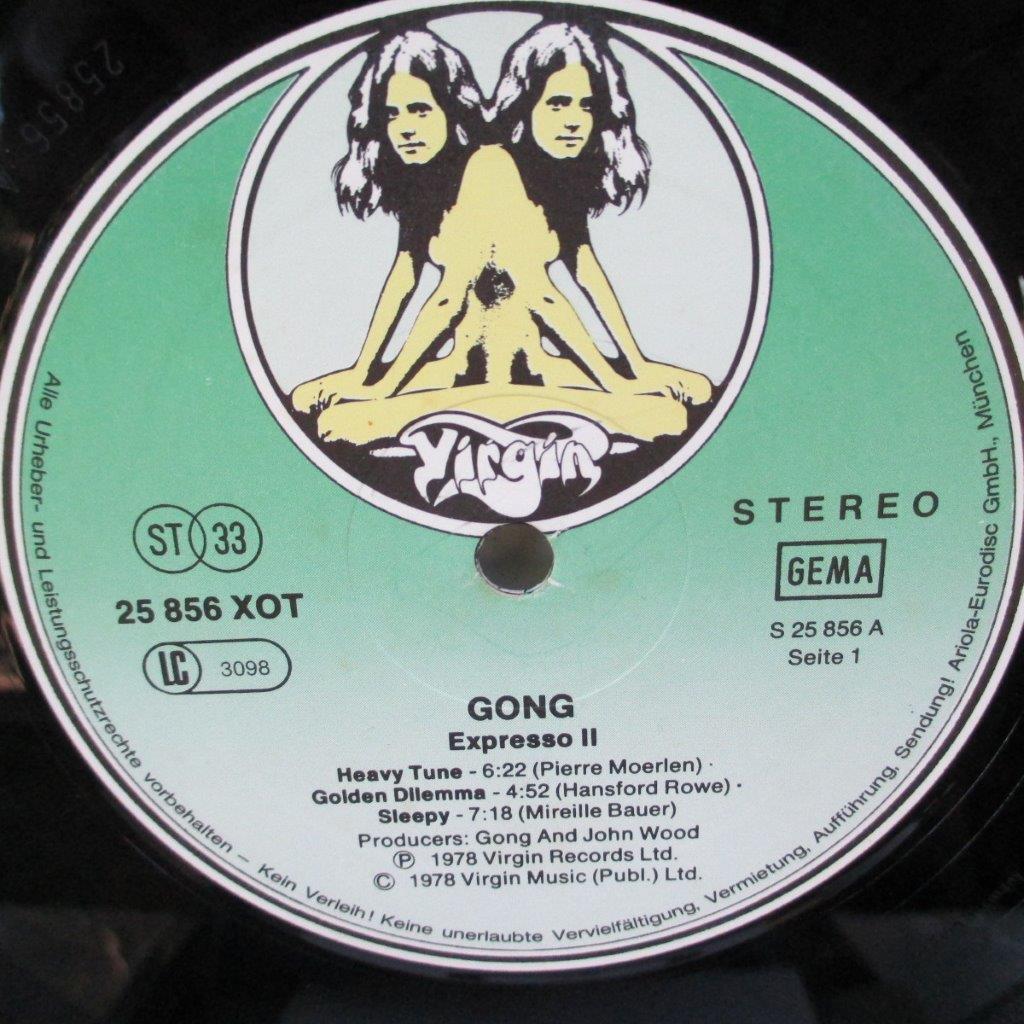 25856
Virgin
ST 33
25 856 XOT
LC 3098
STEREO
GEMA
S 25 856 A
Seite 1
GONG
Expresso II
Heavy Tune - 6:22 (Pierre Moerlen) ·
Golden Dilemma - 4:52 (Hansford Rowe) ·
Sleepy - 7:18 (Mireille Bauer)
Producers: Gong And John Wood
Ⓟ 1978 Virgin Records Ltd.
© 1978 Virgin Music (Publ.) Ltd.
Alle Urheber- und Leistungsschutzrechte vorbehalten – Kein Verleih! Keine unerlaubte Vervielfältigung, Vermietung, Aufführung, Sendung! Ariola-Eurodisc GmbH., München